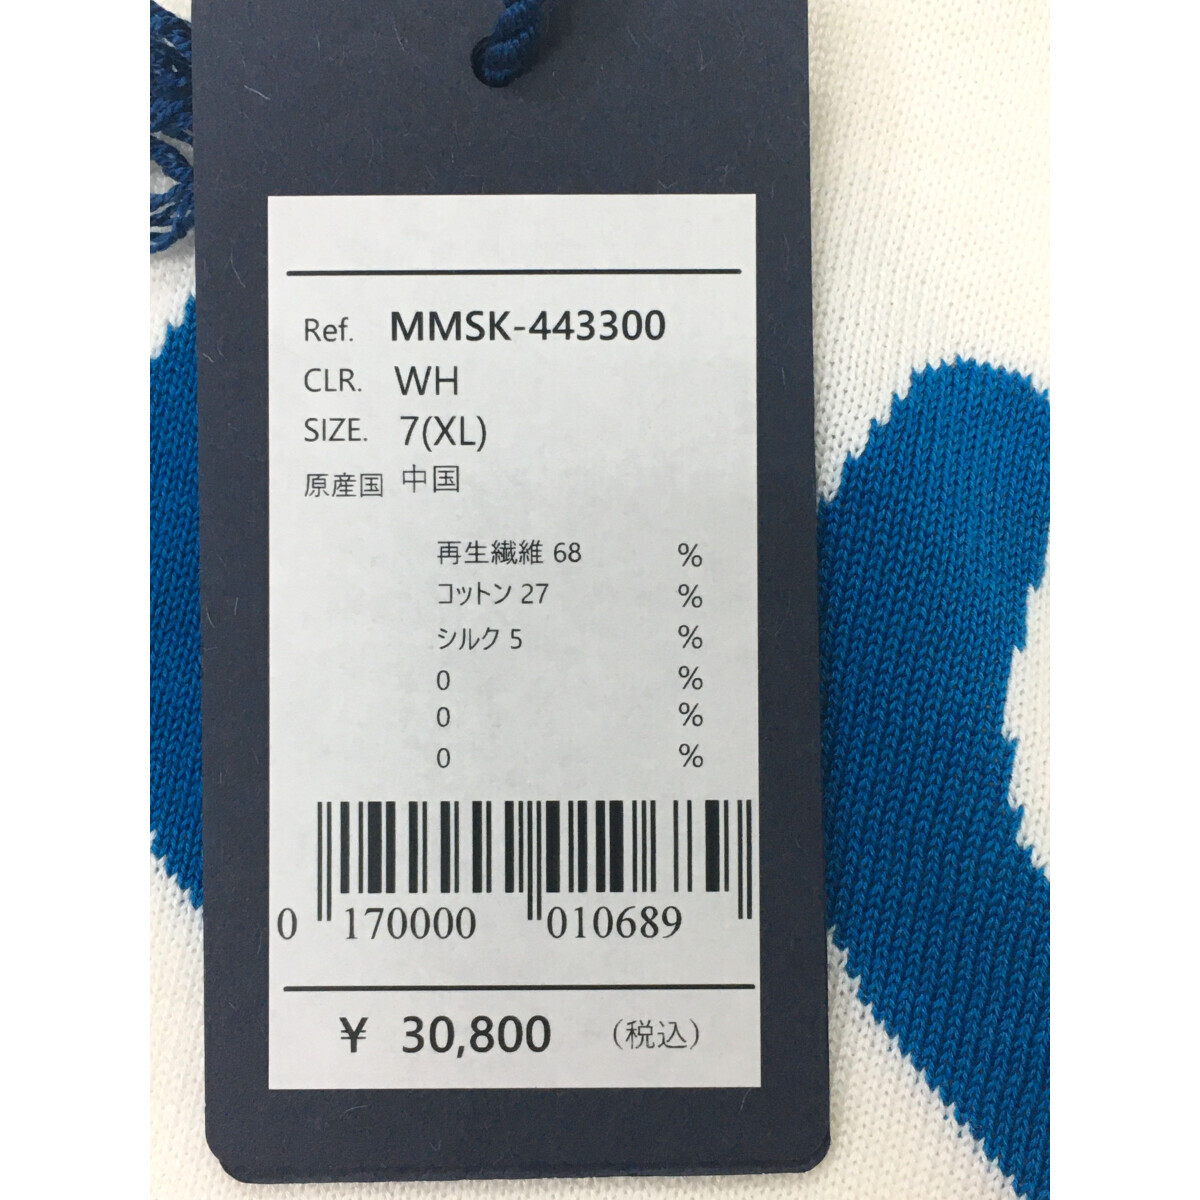 Ref. MMSK-443300
CLR. WH
SIZE. 7(XL)
原産国 中国
再生繊維 68 %
コットン 27 %
シルク 5 %
0 %
0 %
0 %
0 170000 010689
¥ 30,800 (税込)